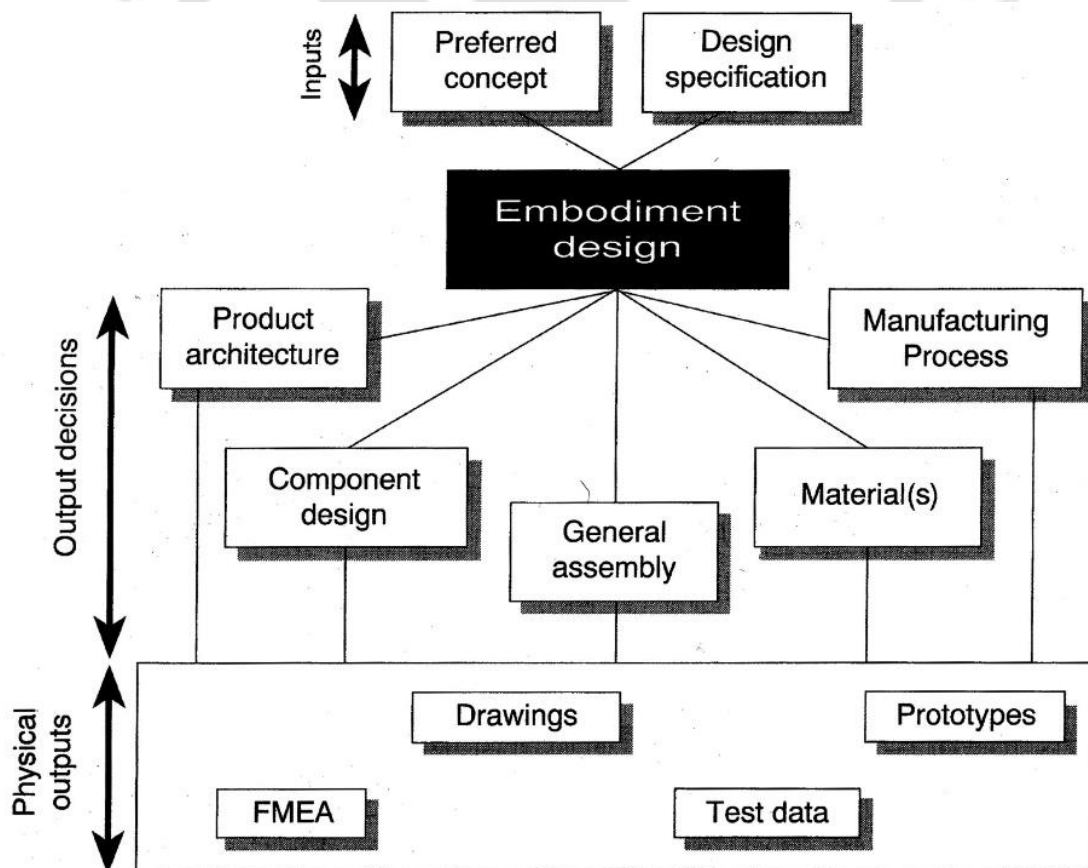 Inputs
Preferred
concept
Design
specification
Embodiment
design
Output decisions
Product
architecture
Manufacturing
Process
Component
design
General
assembly
Material(s)
Physical
outputs
Drawings
Prototypes
FMEA
Test data